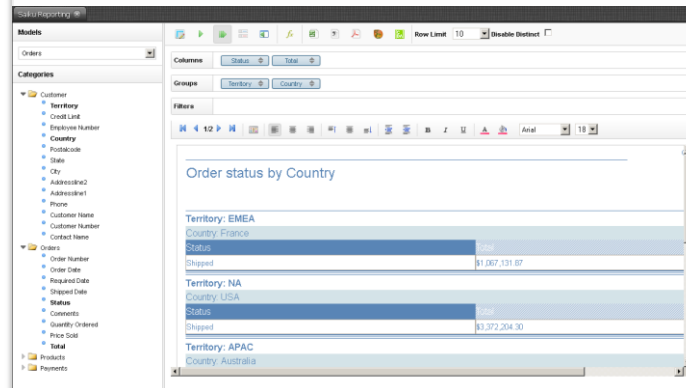 Saiku Reporting
Models
Orders
Categories
Customer
Territory
Credit Limit
Employee Number
Country
Postalcode
State
City
Addressline2
Addressline1
Phone
Customer Name
Customer Number
Contact Name
Orders
Order Number
Order Date
Required Date
Shipped Date
Status
Comments
Quantity Ordered
Price Sold
Total
Products
Payments
Row Limit 10 Disable Distinct
Columns Status Total
Groups Territory Country
Filters
1/2 B I U A Arial 18
Order status by Country
Territory: EMEA
Country: France
Status Total
Shipped $1,067,131.87
Territory: NA
Country: USA
Status Total
Shipped $3,372,204.30
Territory: APAC
Country: Australia